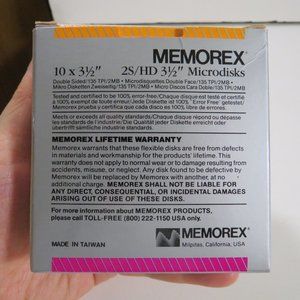 MEMOREX
10 x 3½" 2S/HD 3½" Microdisks
Double Sided/135 TPI/2MB • Microdisquettes Double Face/135 TPI/2MB •
Mikro Disketten Zweiseitig/135 TPI/2MB • Micro Discos Cara Doble/135 TPI/2MB
Tested and certified to be 100% error-free/Chaque disque est testé et certifié
à 100%, exempt de toute erreur/Jede Diskette ist 100% "Error Free" getestet/
Memorex prueba y certifica que cada disco es 100% libre de errores.
Meets or exceeds all quality standards/Chaque disque répond ou dépasse
les standards de l'industrie/Die Qualität jeder Diskette erreicht oder
übertrifft sämtliche Industrienormen/
MEMOREX LIFETIME WARRANTY
Memorex warrants that these flexible disks are free from defects
in materials and workmanship for the products' lifetime. This
warranty does not apply to normal wear or to damage resulting from
accidents, misuse, or neglect. Any disk found to be defective by
Memorex will be replaced by Memorex with another, at no
additional charge. MEMOREX SHALL NOT BE LIABLE FOR
ANY DIRECT, CONSEQUENTIAL, OR INCIDENTAL DAMAGES
ARISING OUT OF USE OF THESE DISKS.
For more information about MEMOREX PRODUCTS,
please call TOLL-FREE (800) 222-1150 USA only.
MEMOREX
MADE IN TAIWAN
Milpitas, California, USA